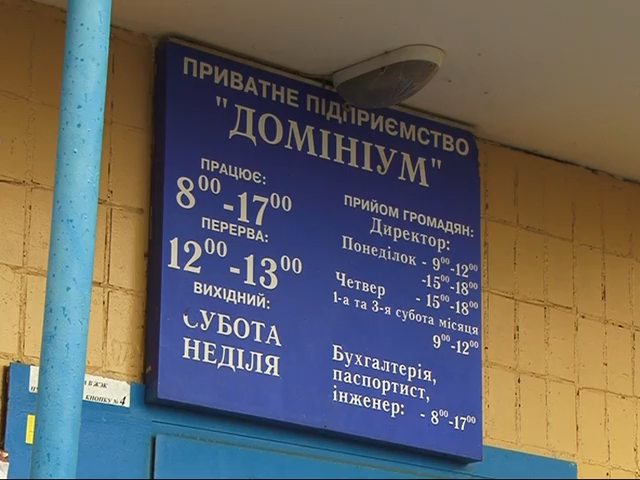 ПРИВАТНЕ ПІДПРИЄМСТВО
"ДОМІНІУМ"
ПРАЦЮЄ:
8⁰⁰-17⁰⁰
ПЕРЕРВА:
12⁰⁰-13⁰⁰
ВИХІДНИЙ:
СУБОТА
НЕДІЛЯ
ПРИЙОМ ГРОМАДЯН:
Директор:
Понеділок - 9⁰⁰-12⁰⁰
-15⁰⁰-18⁰⁰
Четвер - 15⁰⁰-18⁰⁰
1-а та 3-я субота місяця
9⁰⁰-12⁰⁰
Бухгалтерія,
паспортист,
інженер: - 8⁰⁰-17⁰⁰
В ЖЭК
КНОПКУ № 4